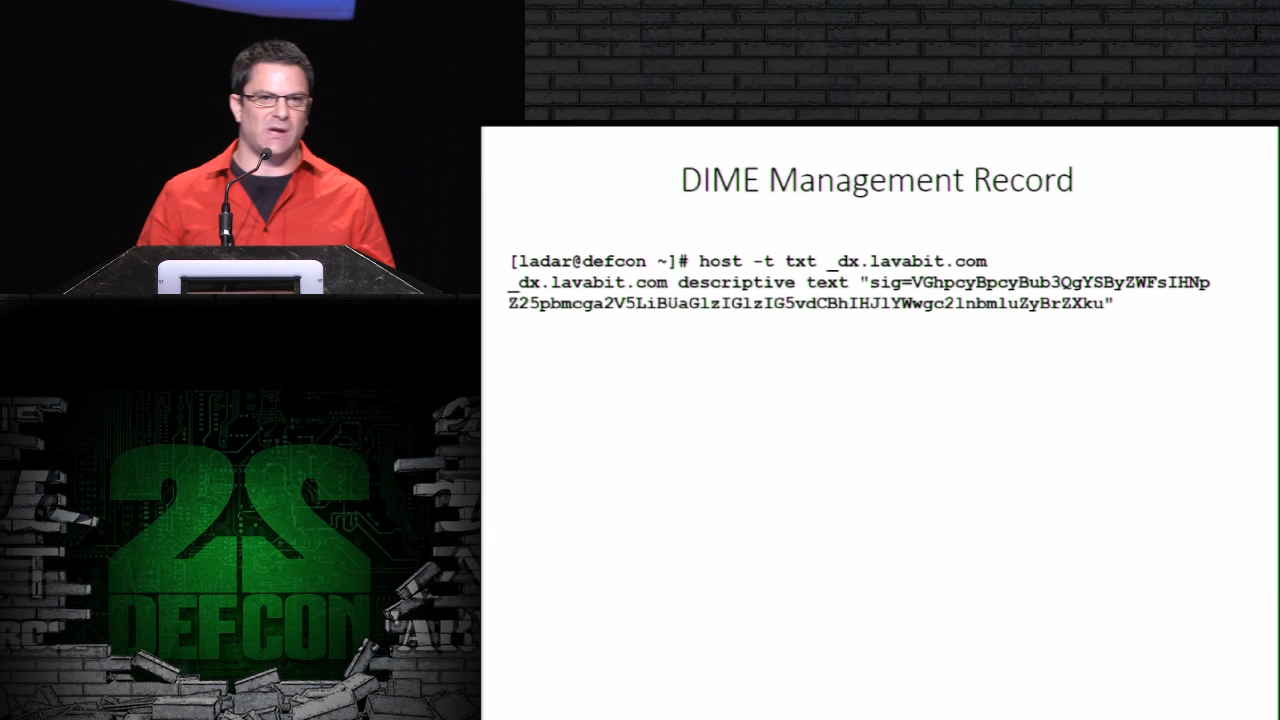 DIME Management Record
[ladar@defcon ~]# host -t txt _dx.lavabit.com
_dx.lavabit.com descriptive text "sig=VGhpcyBpcyBub3QgYSByZWFsIHNp
Z25pbmcga2V5LiBUaGlzIGlzIG5vdCBhIHJlYWwgc2lnbmluZyBrZXku"
22
DEFCON